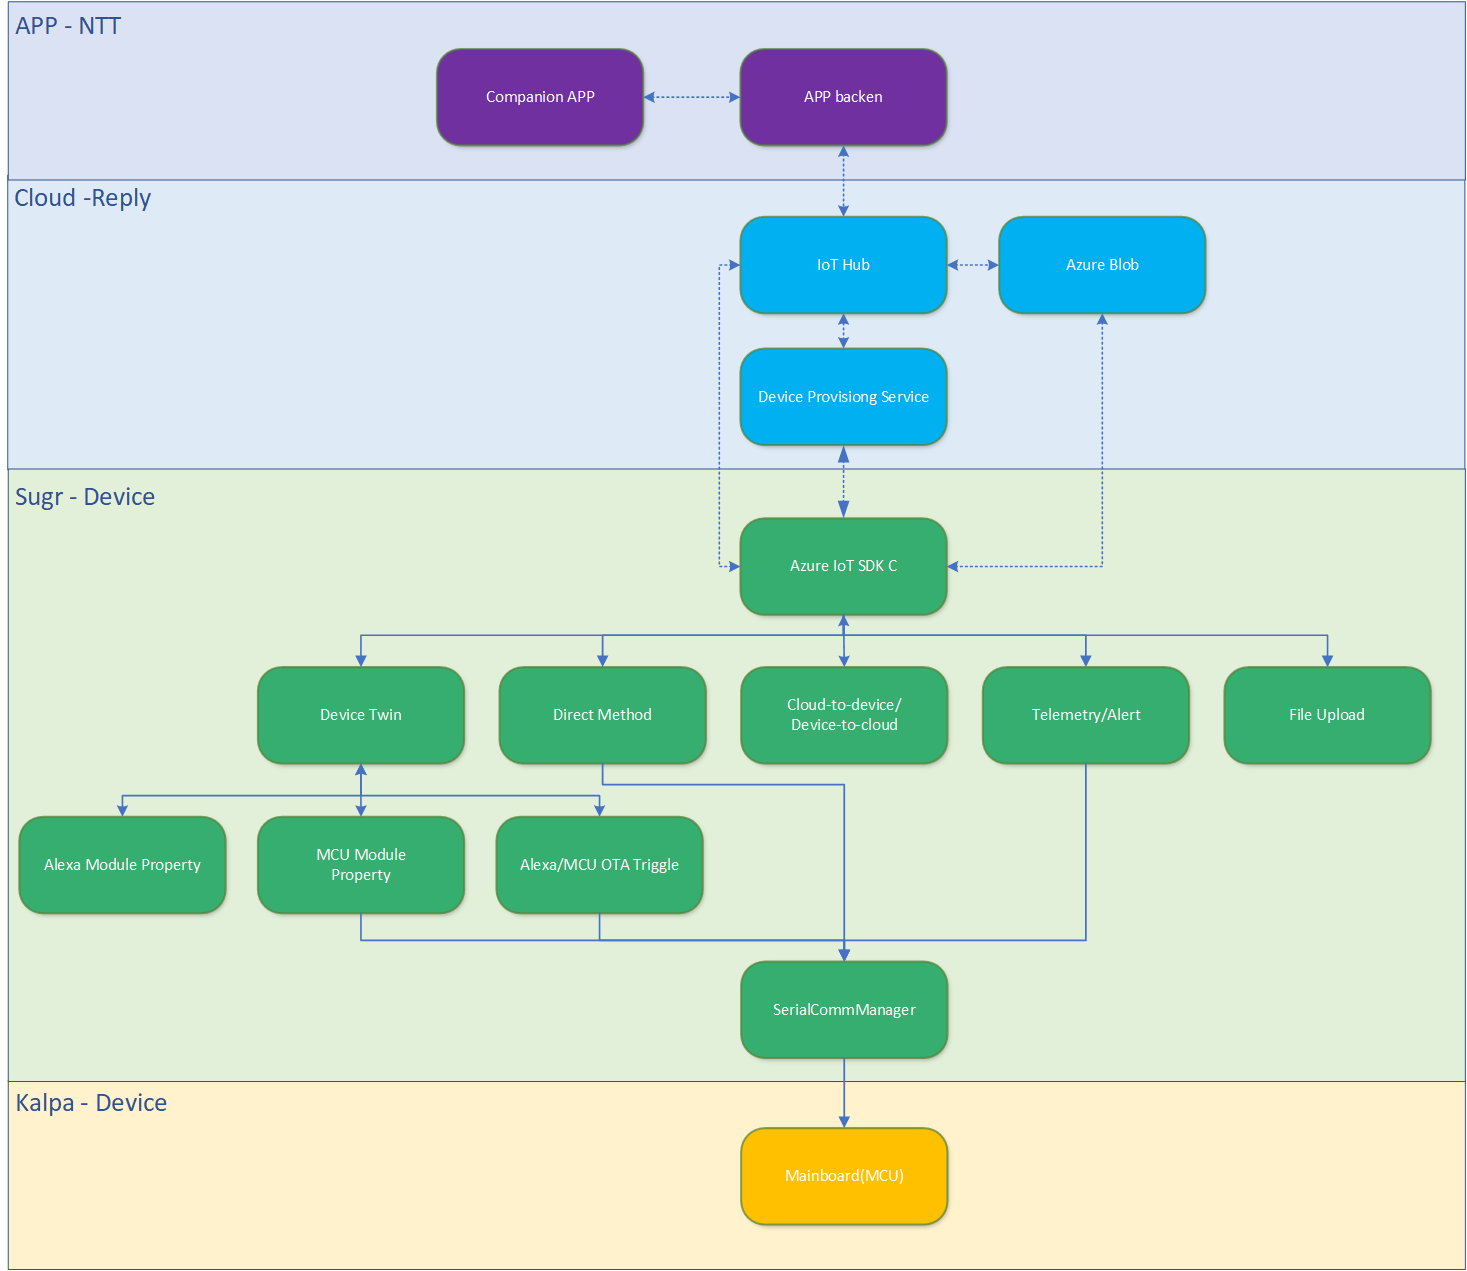 APP - NTT
Companion APP
APP backen
Cloud -Reply
IoT Hub
Azure Blob
Device Provisiong Service
Sugr - Device
Azure IoT SDK C
Device Twin
Direct Method
Cloud-to-device/
Device-to-cloud
Telemetry/Alert
File Upload
Alexa Module Property
MCU Module
Property
Alexa/MCU OTA Triggle
SerialCommManager
Kalpa - Device
Mainboard(MCU)